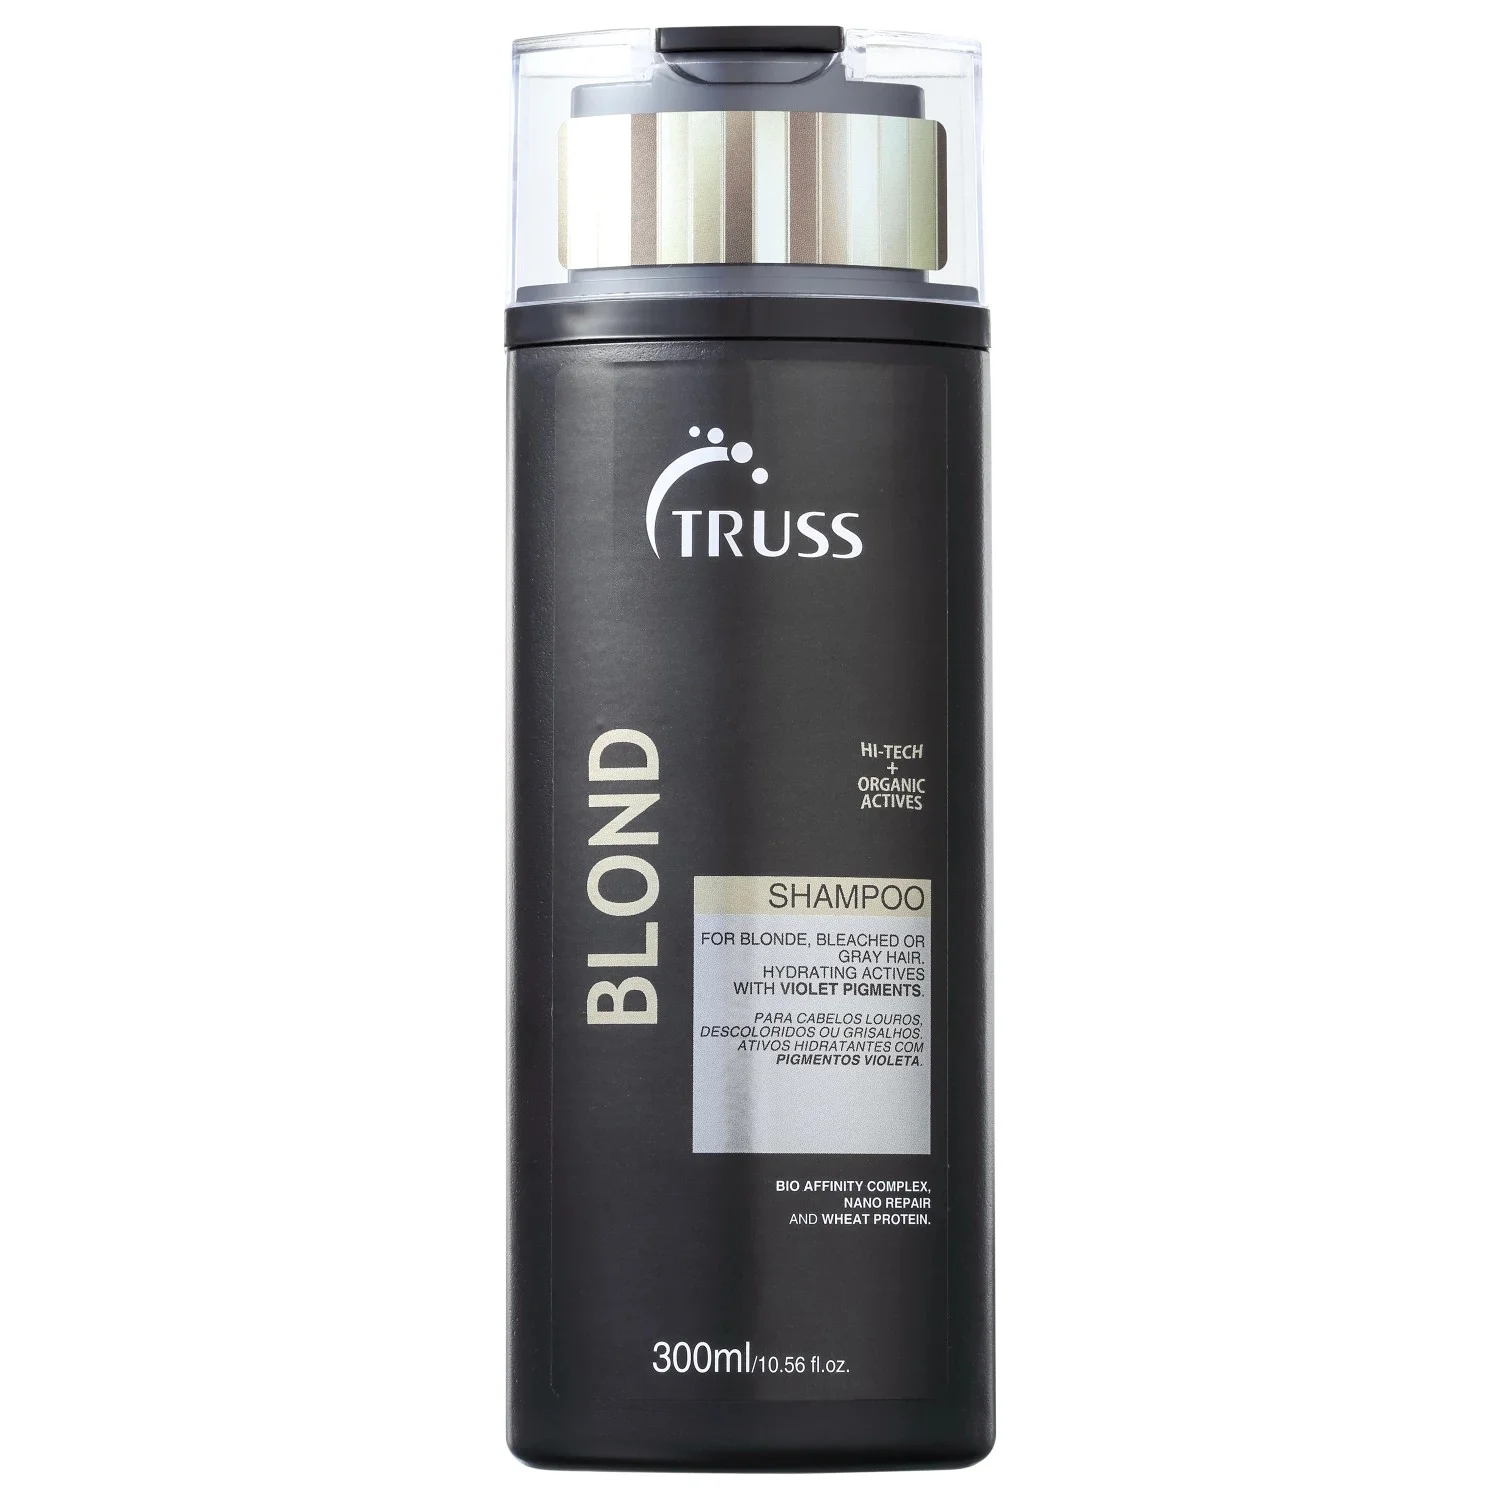 TRUSS
BLOND
HI-TECH
+
ORGANIC
ACTIVES
SHAMPOO
FOR BLONDE, BLEACHED OR
GRAY HAIR.
HYDRATING ACTIVES
WITH VIOLET PIGMENTS.
PARA CABELOS LOUROS,
DESCOLORIDOS OU GRISALHOS.
ATIVOS HIDRATANTES COM
PIGMENTOS VIOLETA.
BIO AFFINITY COMPLEX,
NANO REPAIR
AND WHEAT PROTEIN.
300ml/10.56 fl.oz.